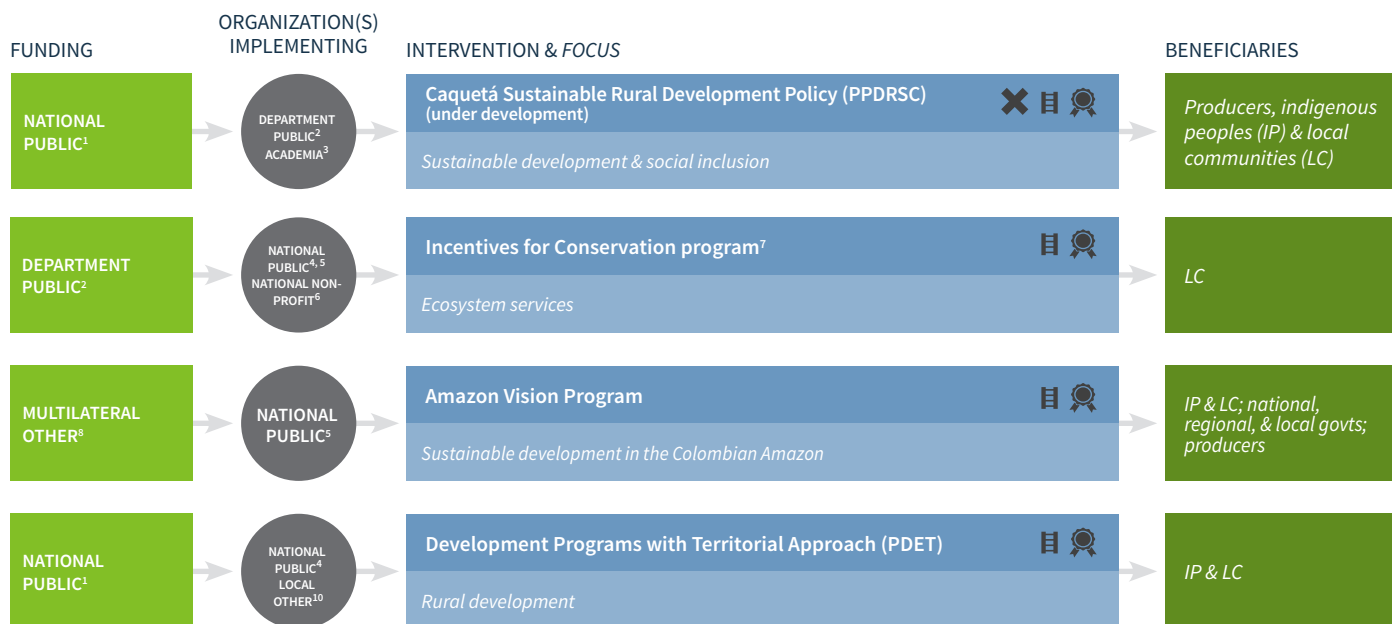 FUNDING
ORGANIZATION(S)
IMPLEMENTING
INTERVENTION & FOCUS
BENEFICIARIES
NATIONAL
PUBLIC1
DEPARTMENT
PUBLIC2
ACADEMIA3
Caquetá Sustainable Rural Development Policy (PPDRSC)
(under development)
Sustainable development & social inclusion
Producers, indigenous
peoples (IP) & local
communities (LC)
DEPARTMENT
PUBLIC2
NATIONAL
PUBLIC4, 5
NATIONAL NON-
PROFIT6
Incentives for Conservation program7
Ecosystem services
LC
MULTILATERAL
OTHER8
NATIONAL
PUBLIC5
Amazon Vision Program
Sustainable development in the Colombian Amazon
IP & LC; national,
regional, & local govts;
producers
NATIONAL
PUBLIC1
NATIONAL
PUBLIC4
LOCAL
OTHER10
Development Programs with Territorial Approach (PDET)
Rural development
IP & LC